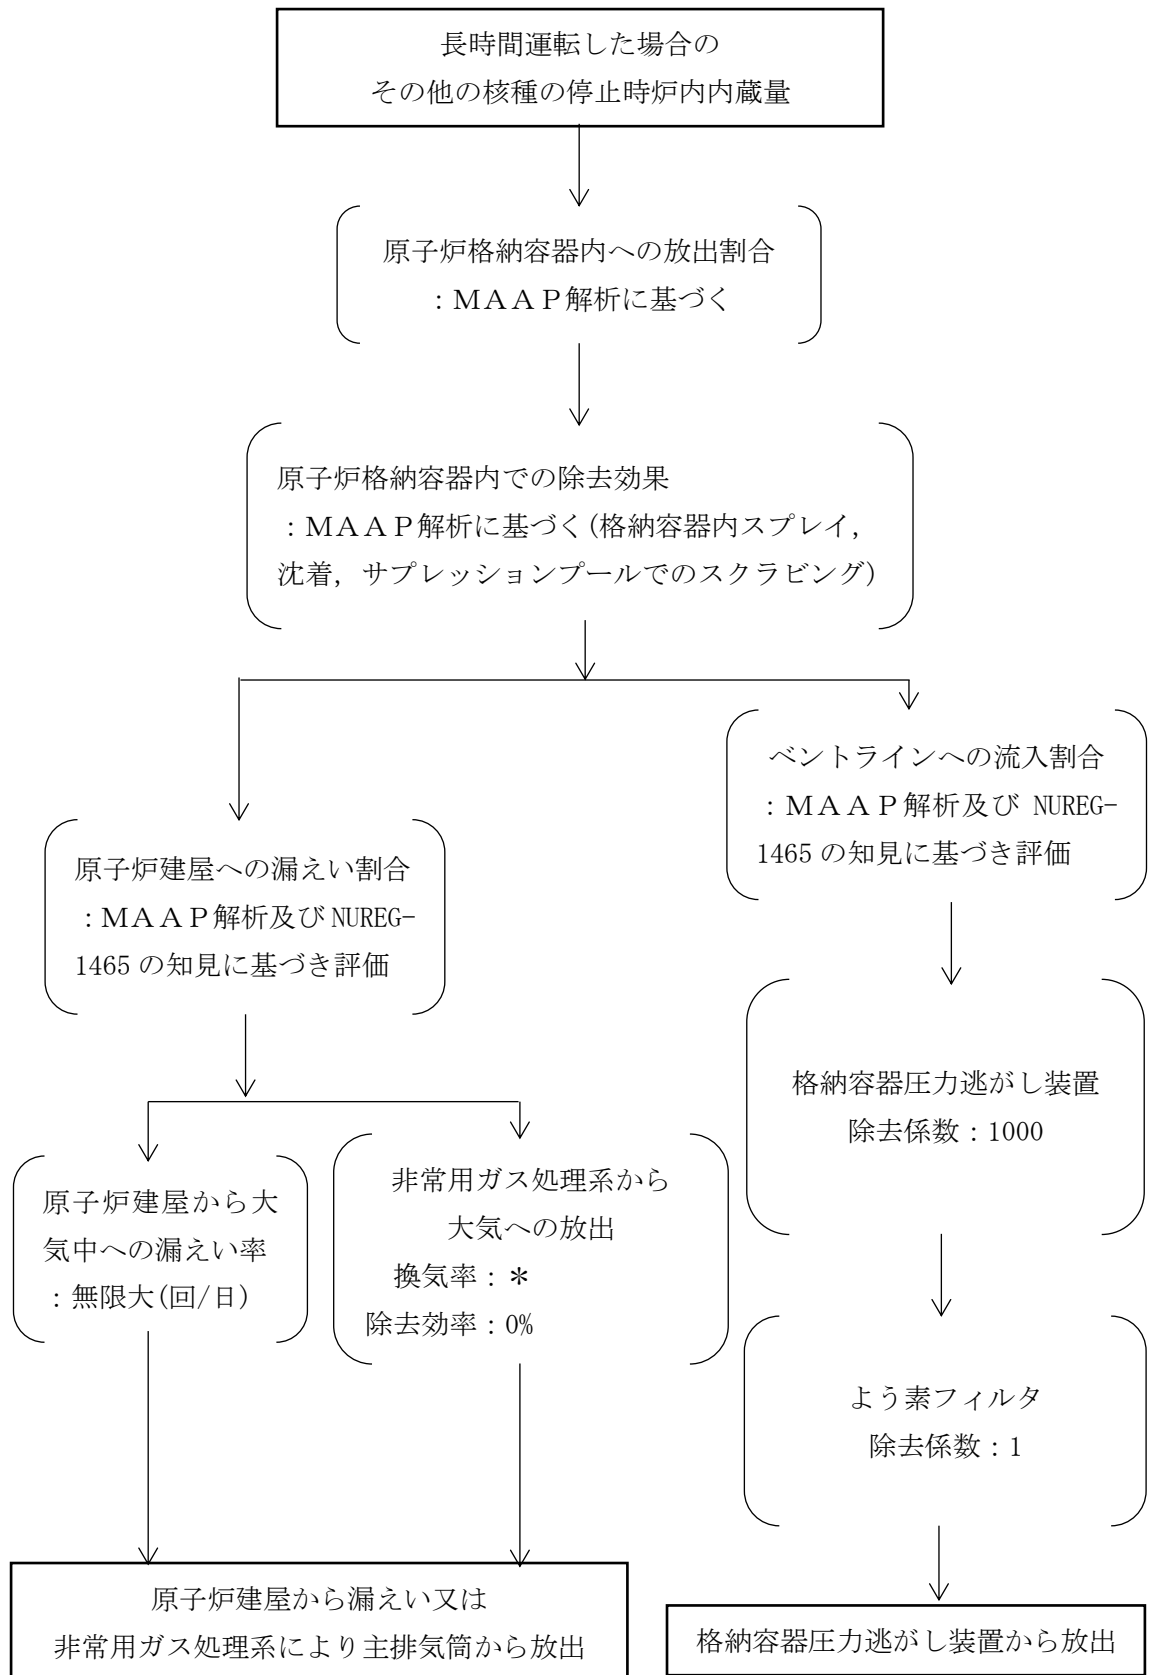 長時間運転した場合の
その他の核種の停止時炉内内蔵量
原子炉格納容器内への放出割合
：ＭＡＡＰ解析に基づく
原子炉格納容器内での除去効果
：ＭＡＡＰ解析に基づく(格納容器内スプレイ，
沈着，サプレッションプールでのスクラビング)
ベントラインへの流入割合
：ＭＡＡＰ解析及び NUREG-
1465 の知見に基づき評価
原子炉建屋への漏えい割合
：ＭＡＡＰ解析及び NUREG-
1465 の知見に基づき評価
格納容器圧力逃がし装置
除去係数：1000
原子炉建屋から大
気中への漏えい率
：無限大(回/日)
非常用ガス処理系から
大気への放出
換気率：＊
除去効率：0%
よう素フィルタ
除去係数：1
原子炉建屋から漏えい又は
非常用ガス処理系により主排気筒から放出
格納容器圧力逃がし装置から放出